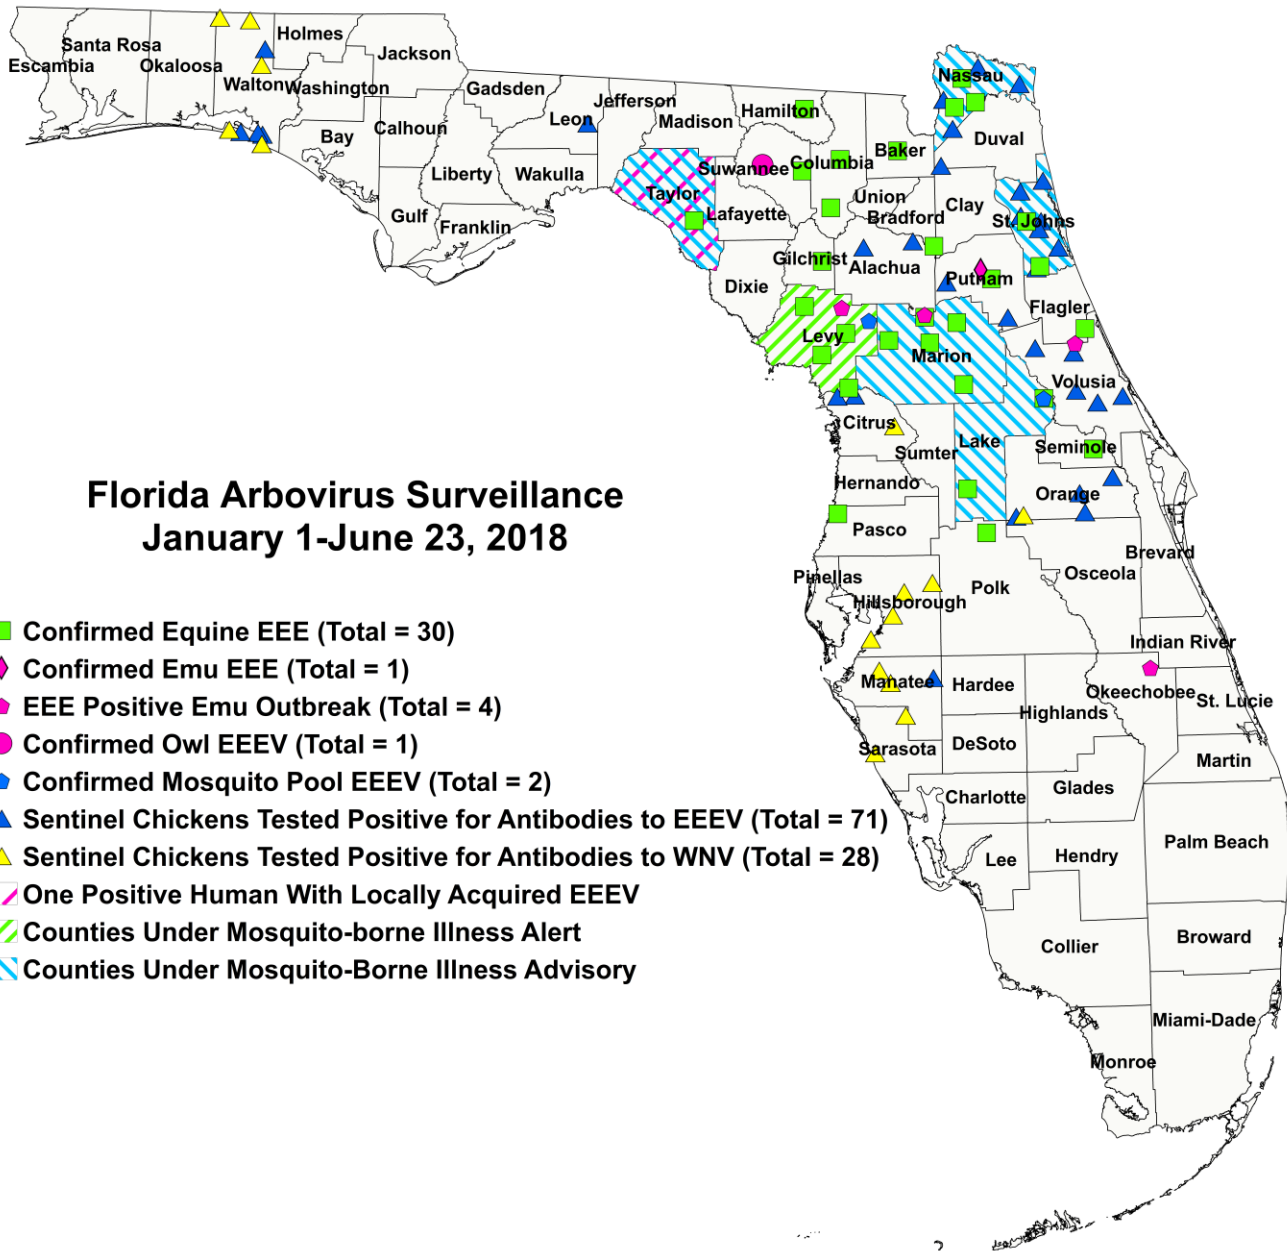 Holmes
Santa Rosa
Jackson
Escambia
Okaloosa
Walton
Washington
Gadsden
Jefferson
Leon
Madison
Hamilton
Nassau
Bay
Calhoun
Duval
Baker
Columbia
Suwannee
Liberty
Wakulla
Taylor
Union
Clay
Lafayette
Bradford
Gulf
Franklin
St. Johns
Gilchrist
Alachua
Dixie
Putnam
Flagler
Levy
Marion
Volusia
Citrus
Lake
Sumter
Seminole
Hernando
Orange
Florida Arbovirus Surveillance
January 1-June 23, 2018
Pasco
Brevard
Pinellas
Osceola
Polk
Hillsborough
Confirmed Equine EEE (Total = 30)
Indian River
Confirmed Emu EEE (Total = 1)
Manatee
Hardee
Okeechobee
St. Lucie
EEE Positive Emu Outbreak (Total = 4)
Highlands
Confirmed Owl EEEV (Total = 1)
Sarasota
DeSoto
Martin
Confirmed Mosquito Pool EEEV (Total = 2)
Charlotte
Glades
Sentinel Chickens Tested Positive for Antibodies to EEEV (Total = 71)
Palm Beach
Sentinel Chickens Tested Positive for Antibodies to WNV (Total = 28)
Lee
Hendry
One Positive Human With Locally Acquired EEEV
Counties Under Mosquito-borne Illness Alert
Broward
Collier
Counties Under Mosquito-Borne Illness Advisory
Miami-Dade
Monroe